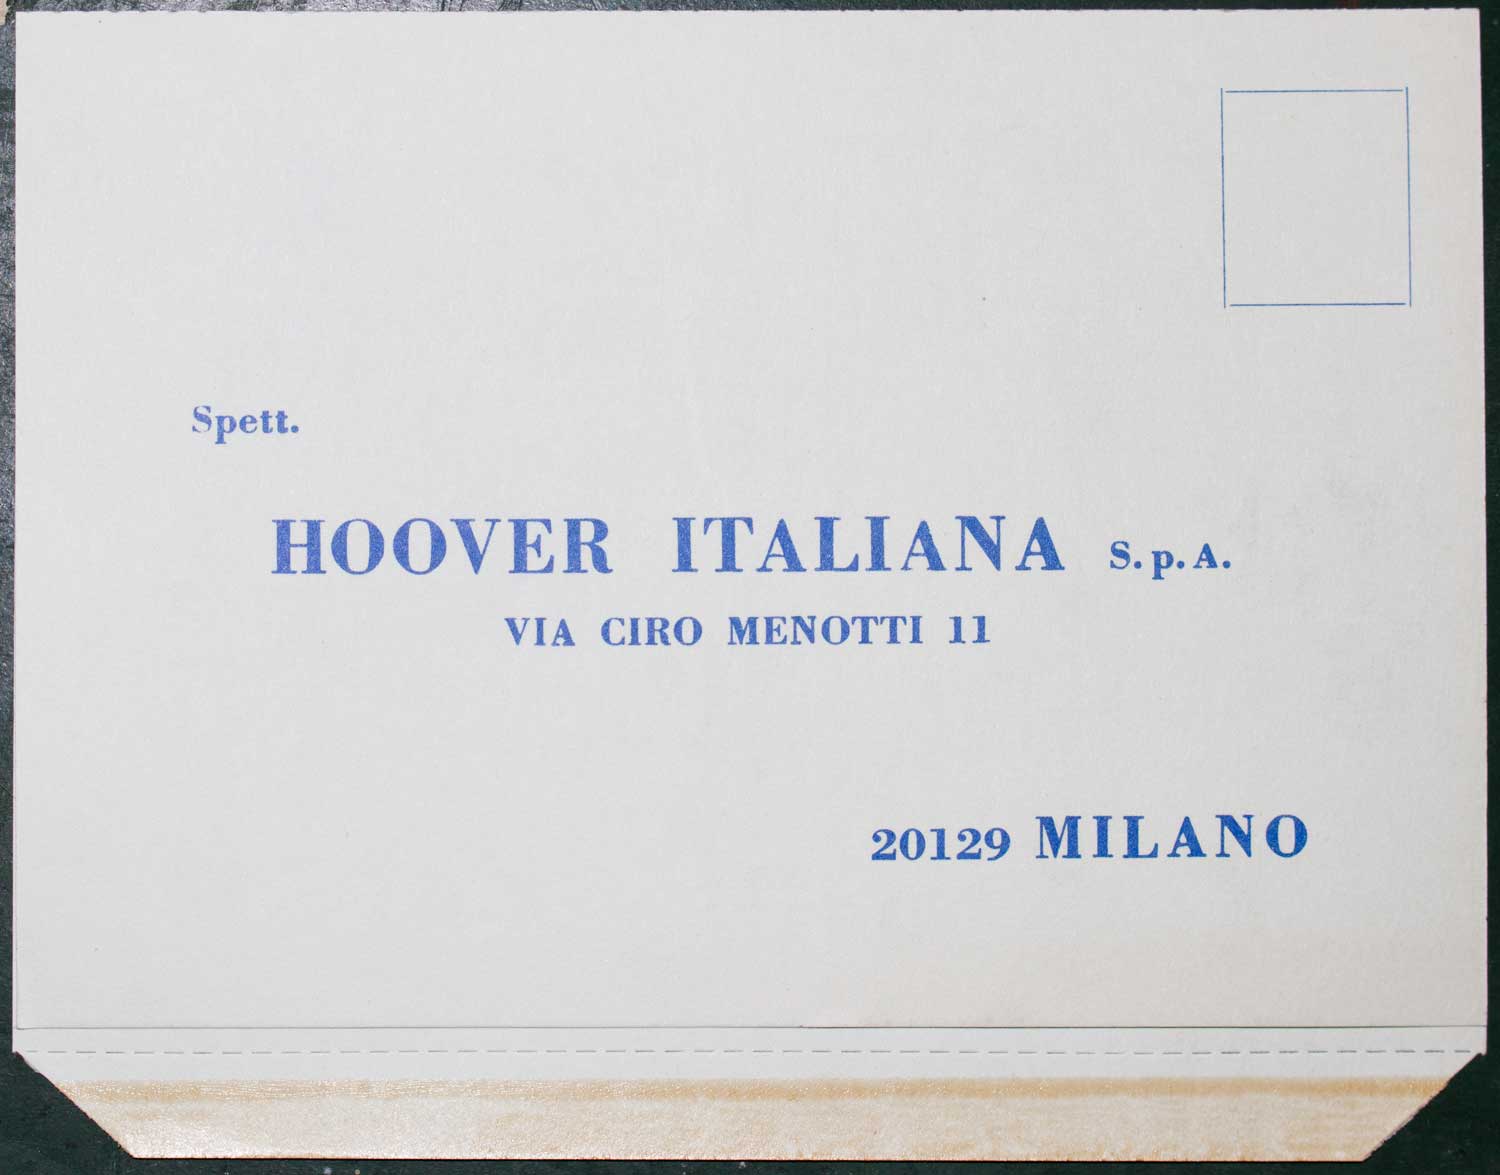 Spett.
HOOVER ITALIANA S.p.A.
VIA CIRO MENOTTI 11
20129 MILANO